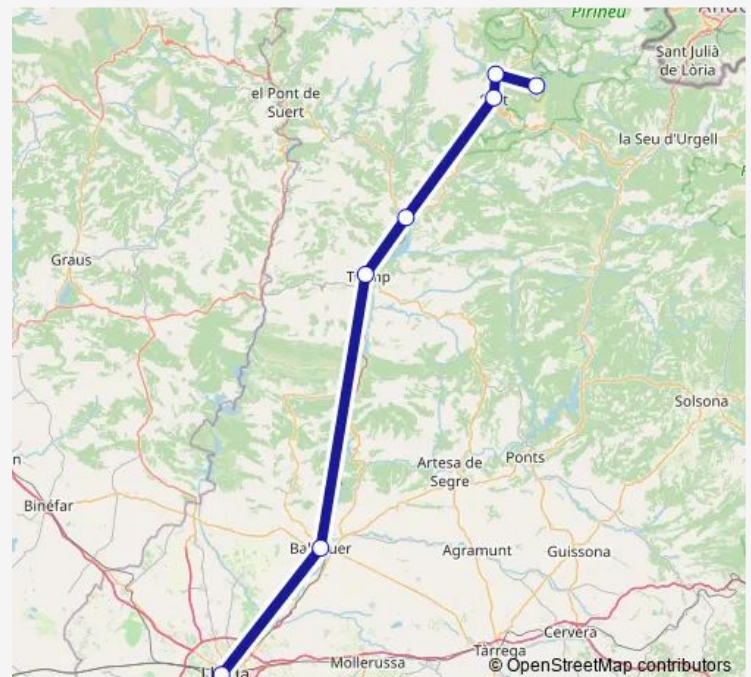 Pirineu
Sant Julià
de Lòria
el Pont de
Suert
la Seu d'Urgell
Graus
Solsona
Artesa de
Segre
Ponts
Binéfar
Agramunt
Guissona
Cervera
Tàrrega
Mollerussa
© OpenStreetMap contributors